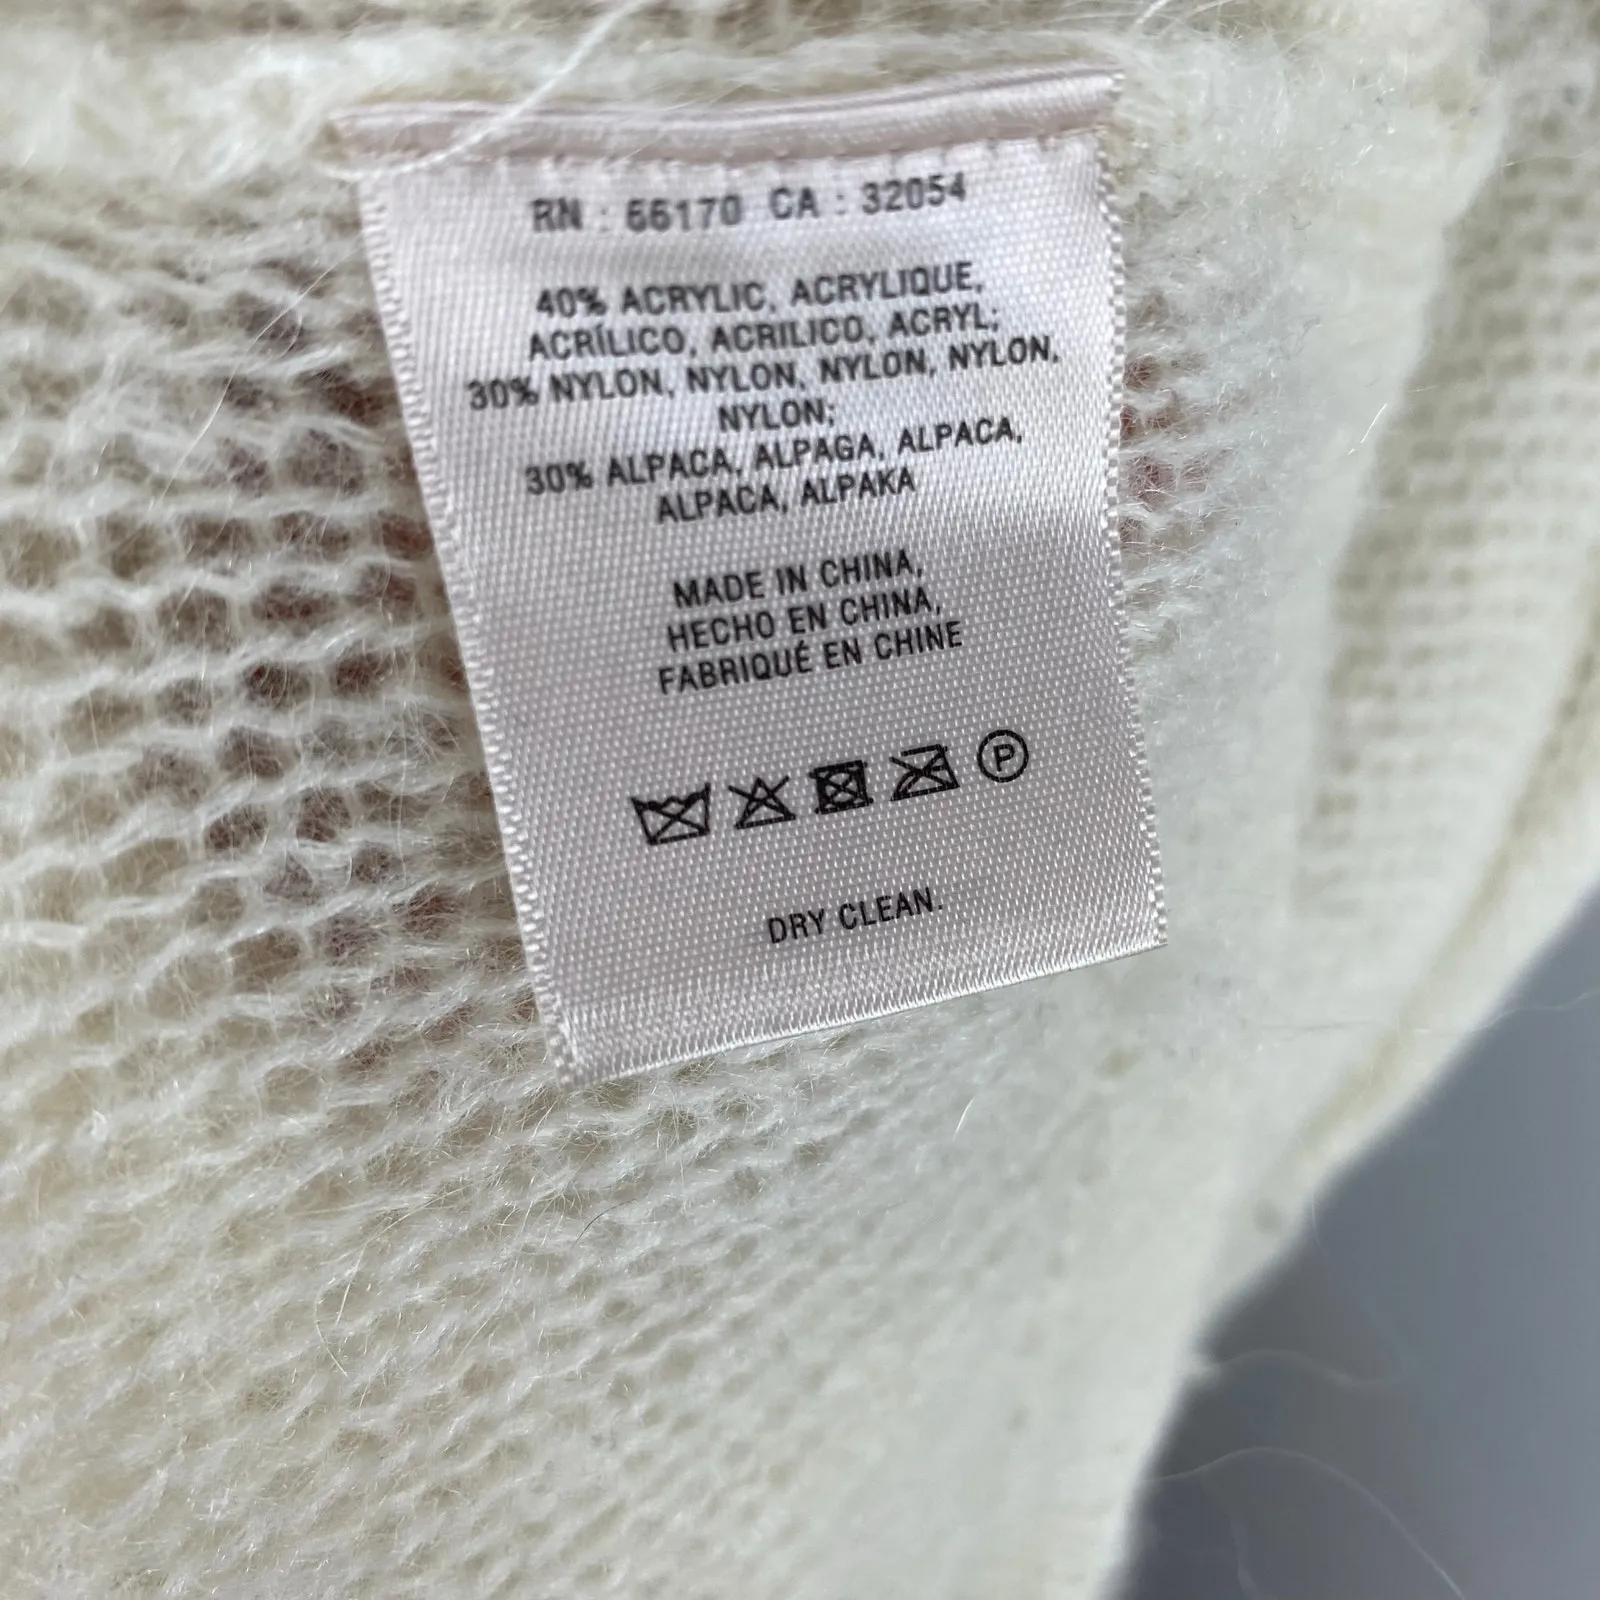 RN : 66170 CA : 32054
40% ACRYLIC, ACRYLIQUE,
ACRÍLICO, ACRILICO, ACRYL;
30% NYLON, NYLON, NYLON, NYLON,
NYLON;
30% ALPACA, ALPAGA, ALPACA,
ALPACA, ALPAKA
MADE IN CHINA,
HECHO EN CHINA,
FABRIQUÉ EN CHINE
P
DRY CLEAN.